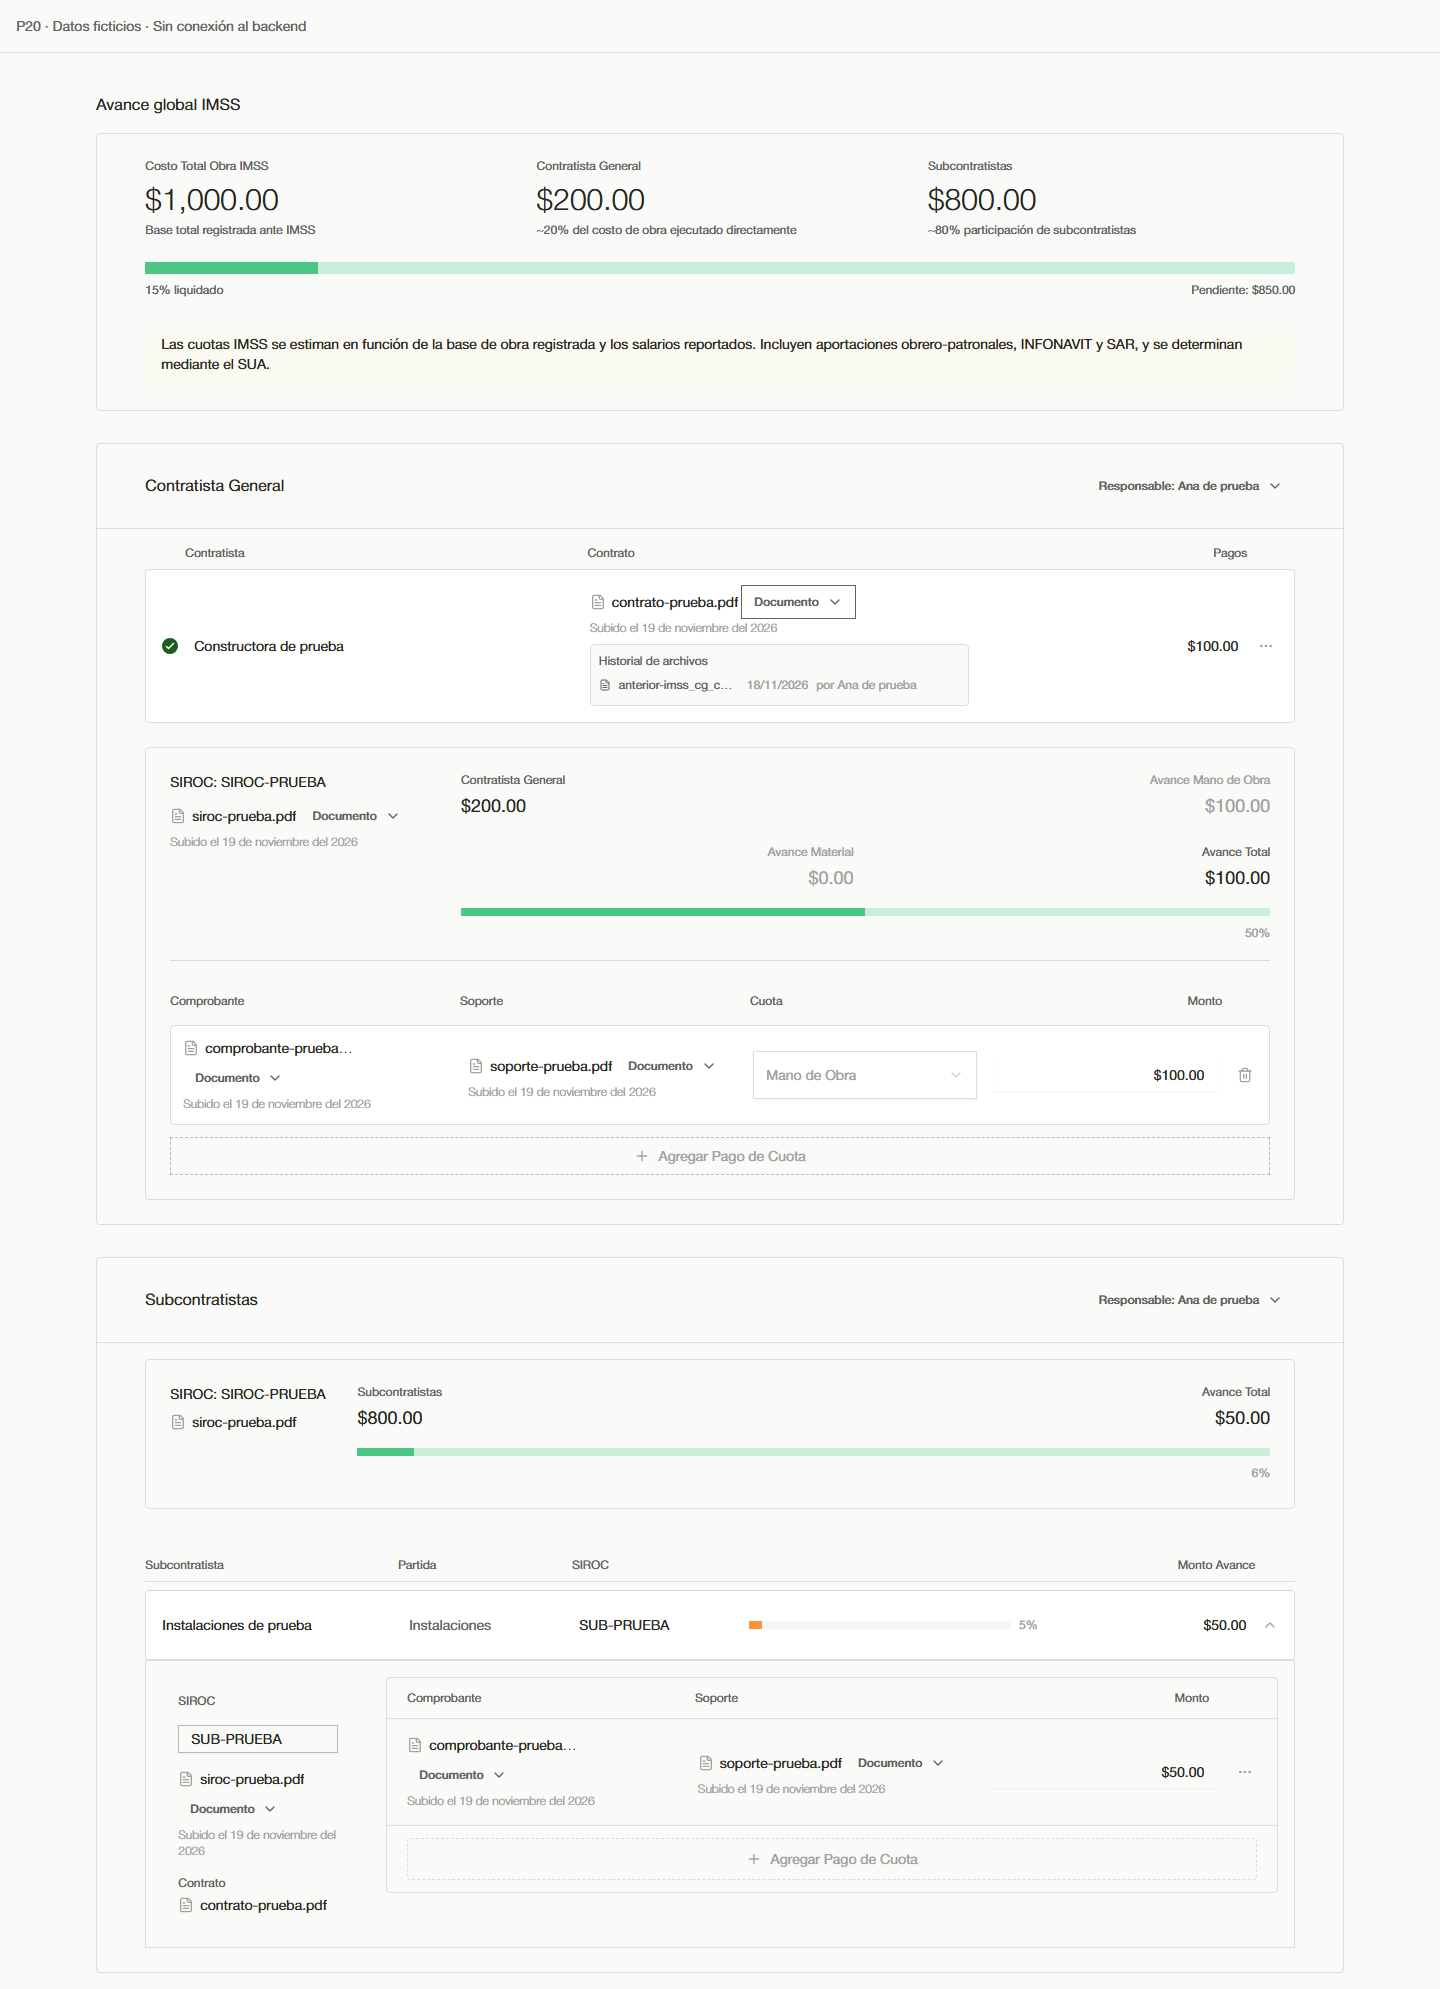 P20 · Datos ficticios · Sin conexión al backend
Avance global IMSS
Costo Total Obra IMSS
$1,000.00
Base total registrada ante IMSS
Contratista General
$200.00
~20% del costo de obra ejecutado directamente
Subcontratistas
$800.00
~80% participación de subcontratistas
15% liquidado
Pendiente: $850.00
Las cuotas IMSS se estiman en función de la base de obra registrada y los salarios reportados. Incluyen aportaciones obrero-patronales, INFONAVIT y SAR, y se determinan
mediante el SUA.
Contratista General
Responsable: Ana de prueba
Contratista
Contrato
Pagos
Constructora de prueba
contrato-prueba.pdf
Documento
Subido el 19 de noviembre del 2026
Historial de archivos
anterior-imss_cg_c...
18/11/2026
por Ana de prueba
$100.00
SIROC: SIROC-PRUEBA
siroc-prueba.pdf
Documento
Subido el 19 de noviembre del 2026
Contratista General
$200.00
Avance Mano de Obra
$100.00
Avance Material
$0.00
Avance Total
$100.00
50%
Comprobante
Soporte
Cuota
Monto
comprobante-prueba...
Documento
Subido el 19 de noviembre del 2026
soporte-prueba.pdf
Documento
Subido el 19 de noviembre del 2026
Mano de Obra
$100.00
Agregar Pago de Cuota
Subcontratistas
Responsable: Ana de prueba
SIROC: SIROC-PRUEBA
siroc-prueba.pdf
Subcontratistas
$800.00
Avance Total
$50.00
6%
Subcontratista
Partida
SIROC
Monto Avance
Instalaciones de prueba
Instalaciones
SUB-PRUEBA
5%
$50.00
SIROC
SUB-PRUEBA
siroc-prueba.pdf
Documento
Subido el 19 de noviembre del
2026
Contrato
contrato-prueba.pdf
Comprobante
Soporte
Monto
comprobante-prueba...
Documento
Subido el 19 de noviembre del 2026
soporte-prueba.pdf
Documento
Subido el 19 de noviembre del 2026
$50.00
Agregar Pago de Cuota